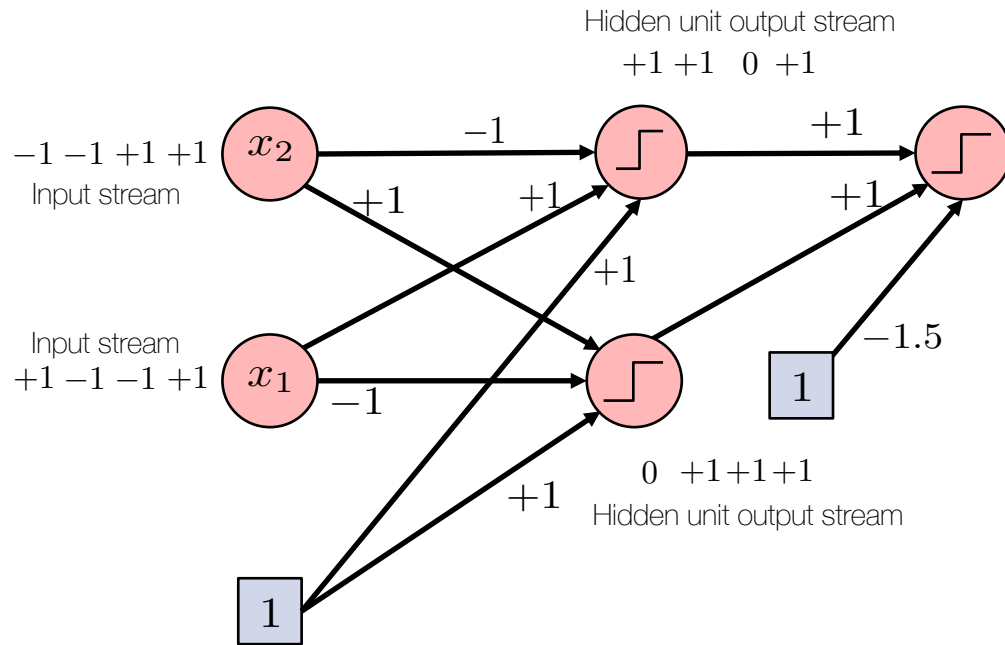 Hidden unit output stream
+1 +1 0 +1
−1 −1 +1 +1
Input stream
x₂
−1
+1
+1
+1
+1
+1
Input stream
+1 −1 −1 +1
x₁
−1
−1.5
1
0 +1 +1 +1
Hidden unit output stream
+1
1